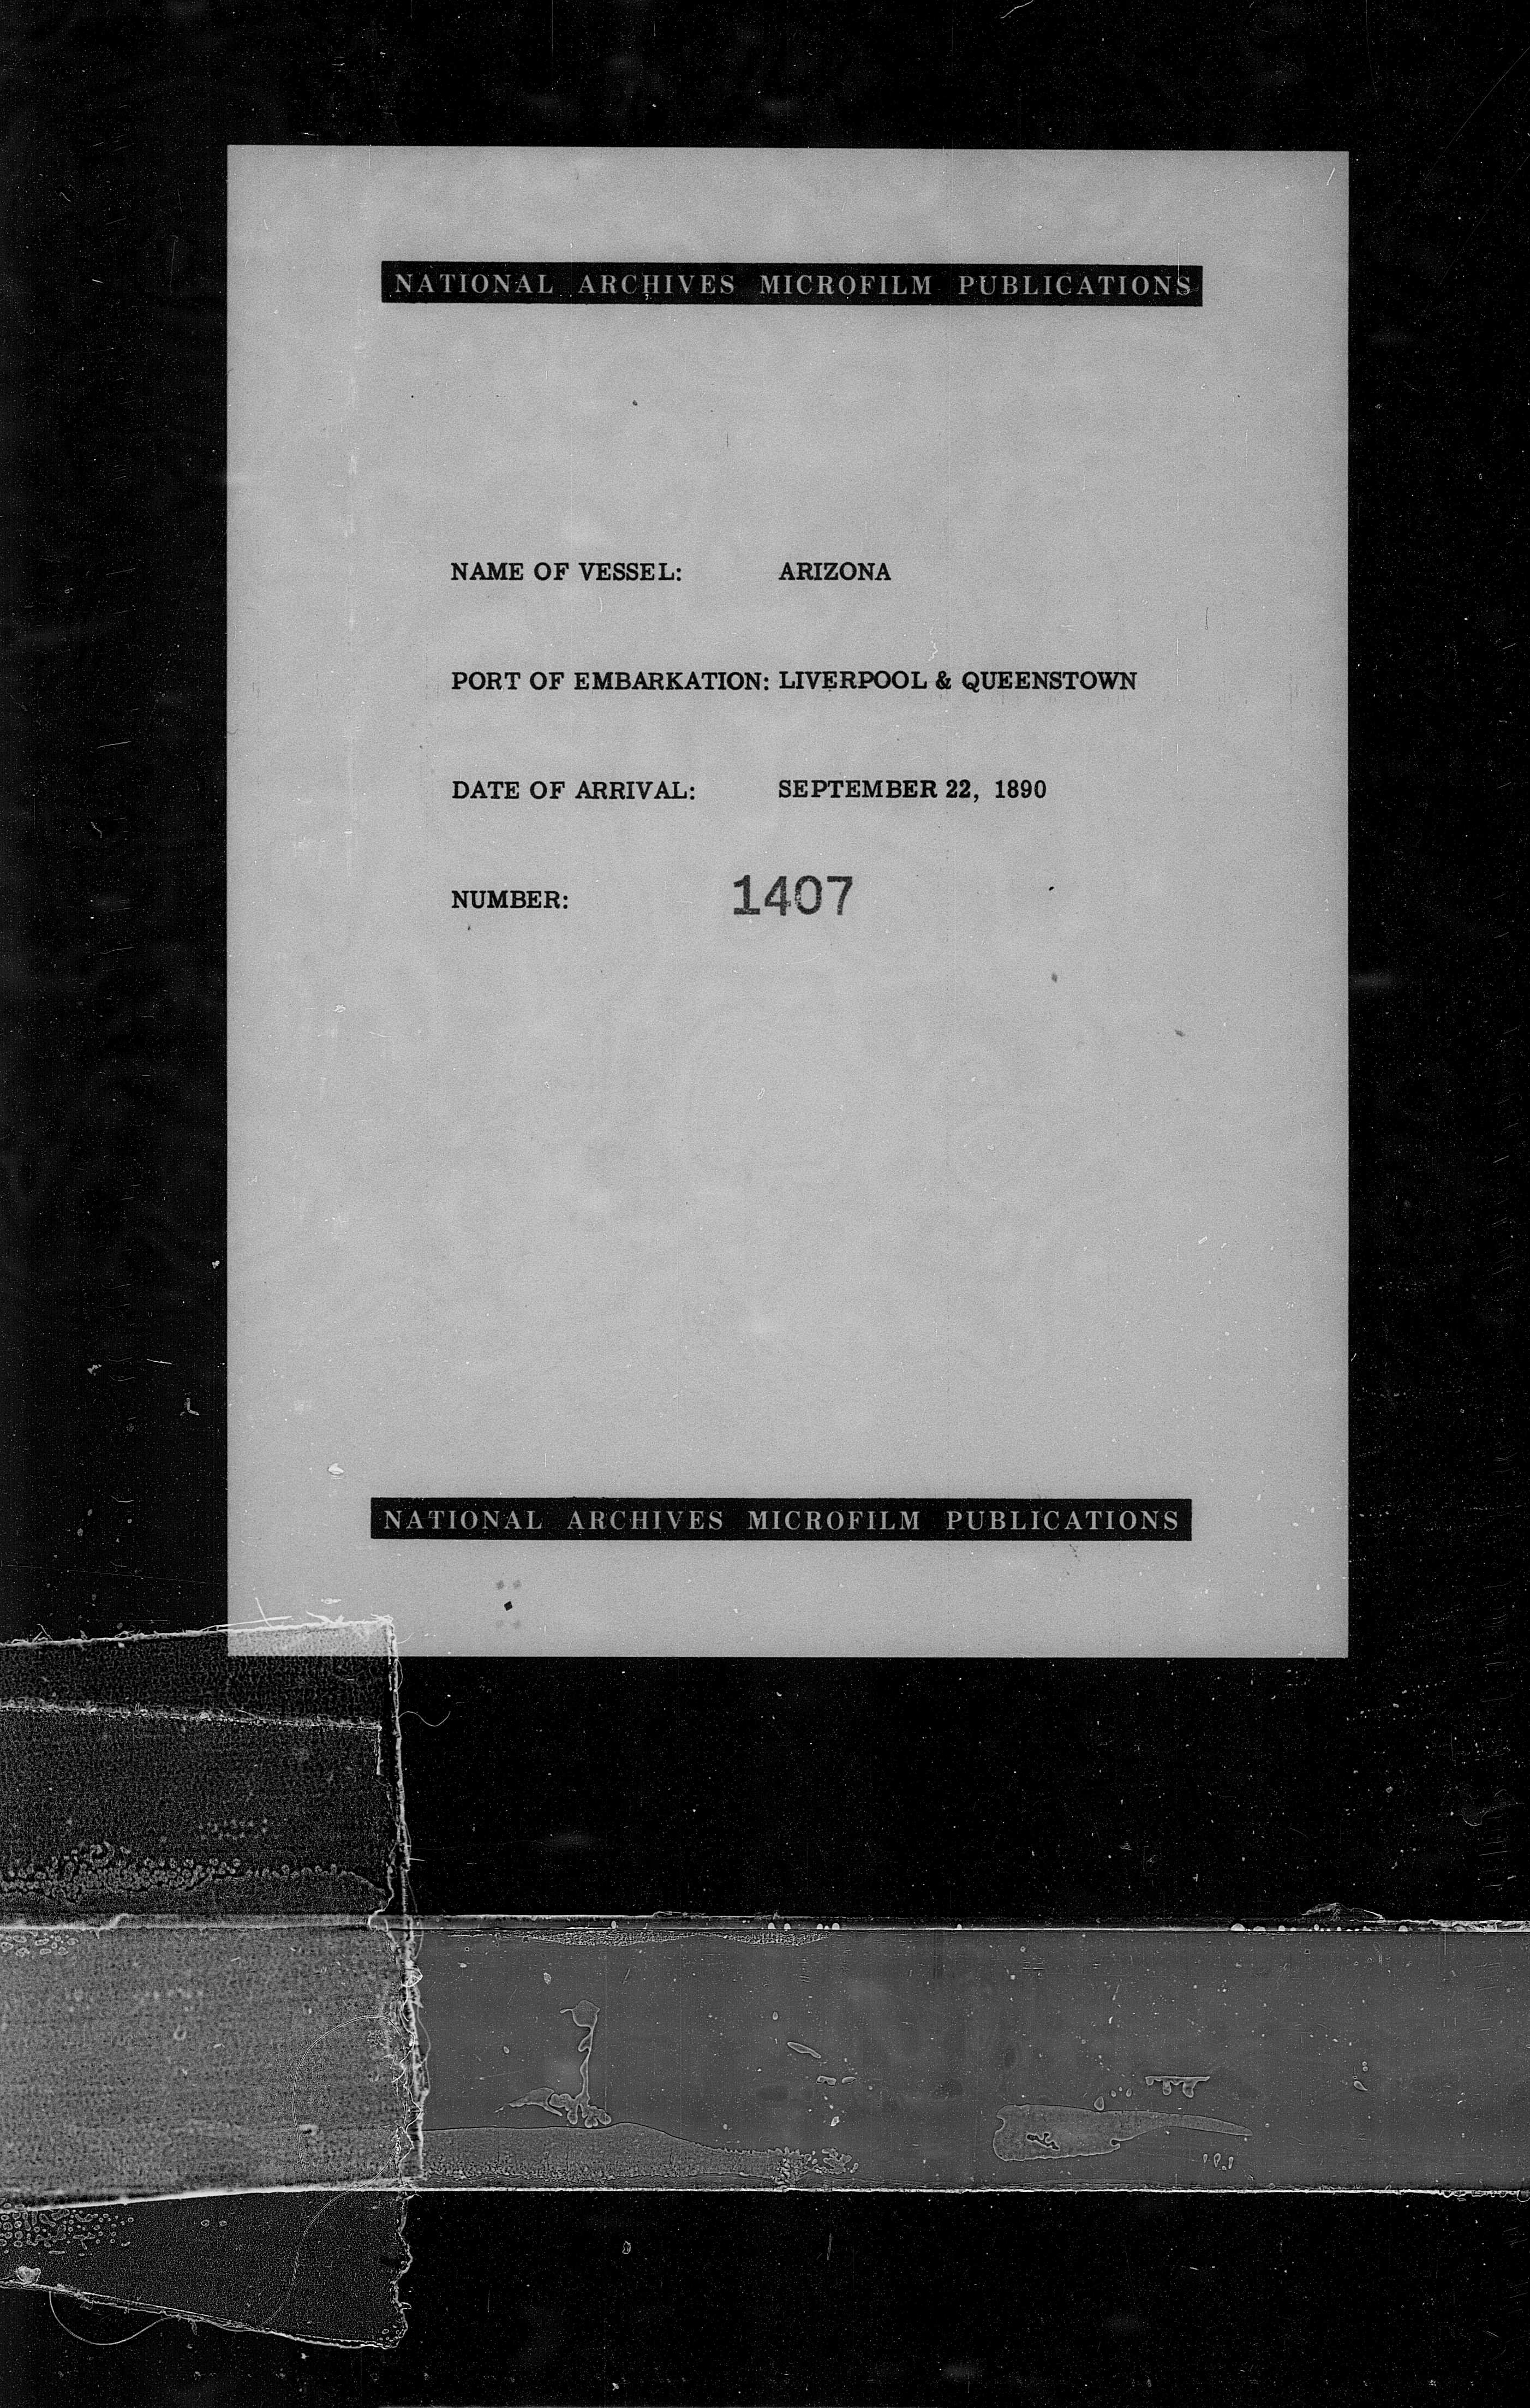 NATIONAL ARCHIVES MICROFILM PUBLICATIONS
NAME OF VESSEL: ARIZONA
PORT OF EMBARKATION: LIVERPOOL & QUEENSTOWN
DATE OF ARRIVAL: SEPTEMBER 22, 1890
NUMBER: 1407
NATIONAL ARCHIVES MICROFILM PUBLICATIONS